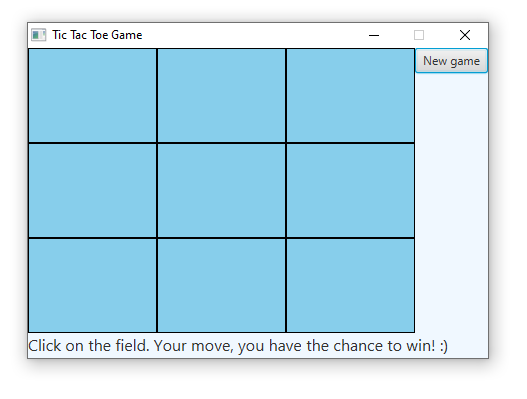 Tic Tac Toe Game
New game
Click on the field. Your move, you have the chance to win! :)